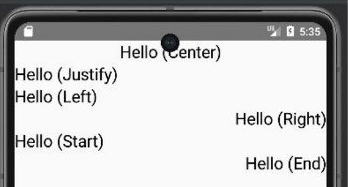 5:35
Hello (Center)
Hello (Justify)
Hello (Left)
Hello (Right)
Hello (Start)
Hello (End)